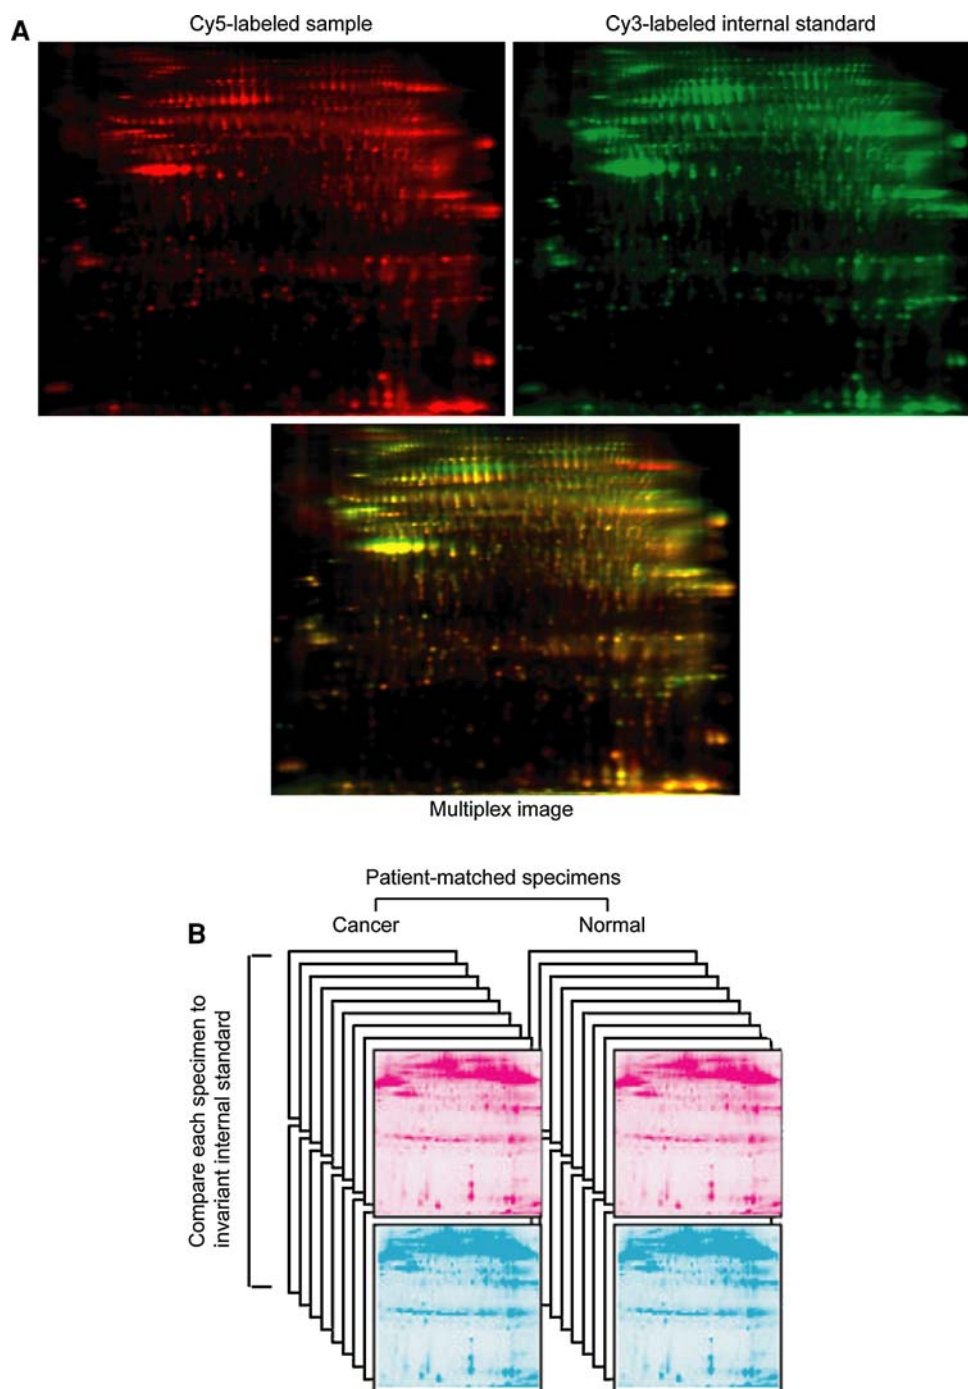 A
Cy5-labeled sample
Cy3-labeled internal standard
Multiplex image
Patient-matched specimens
B
Cancer
Normal
Compare each specimen to
invariant internal standard